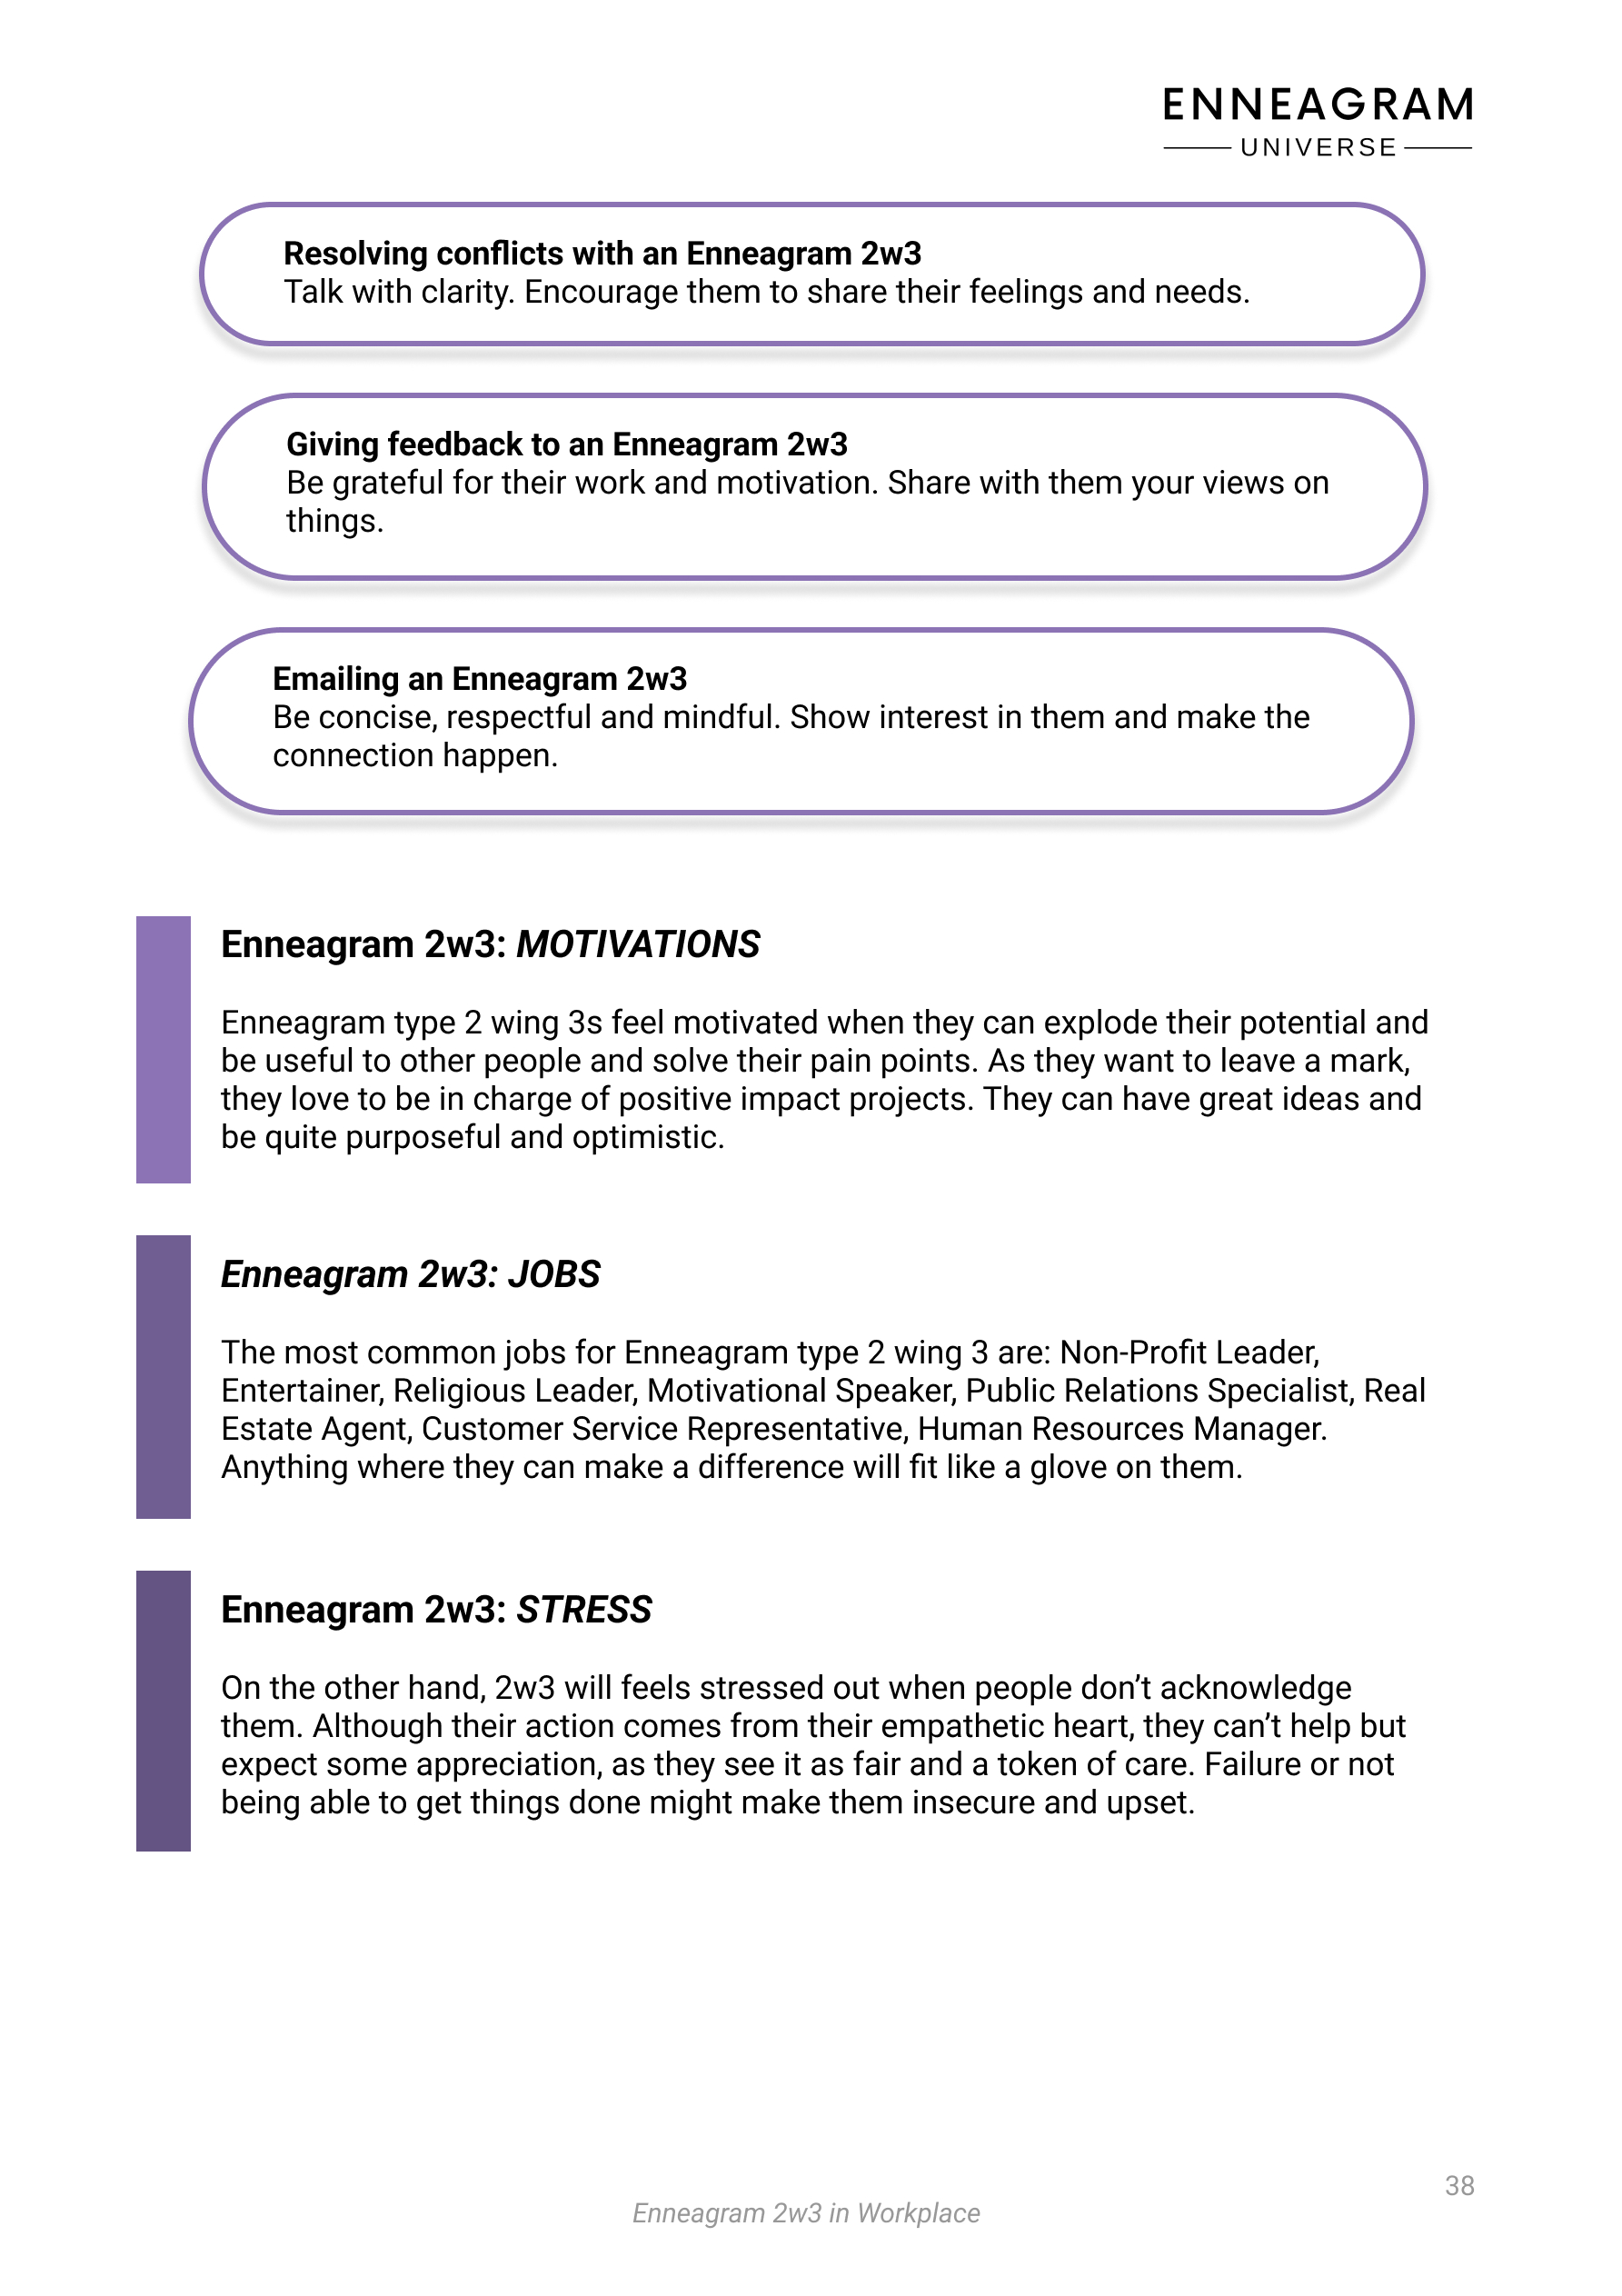 ENNEAGRAM
UNIVERSE
Resolving conflicts with an Enneagram 2w3
Talk with clarity. Encourage them to share their feelings and needs.
Giving feedback to an Enneagram 2w3
Be grateful for their work and motivation. Share with them your views on
things.
Emailing an Enneagram 2w3
Be concise, respectful and mindful. Show interest in them and make the
connection happen.
Enneagram 2w3: MOTIVATIONS
Enneagram type 2 wing 3s feel motivated when they can explode their potential and
be useful to other people and solve their pain points. As they want to leave a mark,
they love to be in charge of positive impact projects. They can have great ideas and
be quite purposeful and optimistic.
Enneagram 2w3: JOBS
The most common jobs for Enneagram type 2 wing 3 are: Non-Profit Leader,
Entertainer, Religious Leader, Motivational Speaker, Public Relations Specialist, Real
Estate Agent, Customer Service Representative, Human Resources Manager.
Anything where they can make a difference will fit like a glove on them.
Enneagram 2w3: STRESS
On the other hand, 2w3 will feels stressed out when people don’t acknowledge
them. Although their action comes from their empathetic heart, they can’t help but
expect some appreciation, as they see it as fair and a token of care. Failure or not
being able to get things done might make them insecure and upset.
38
Enneagram 2w3 in Workplace